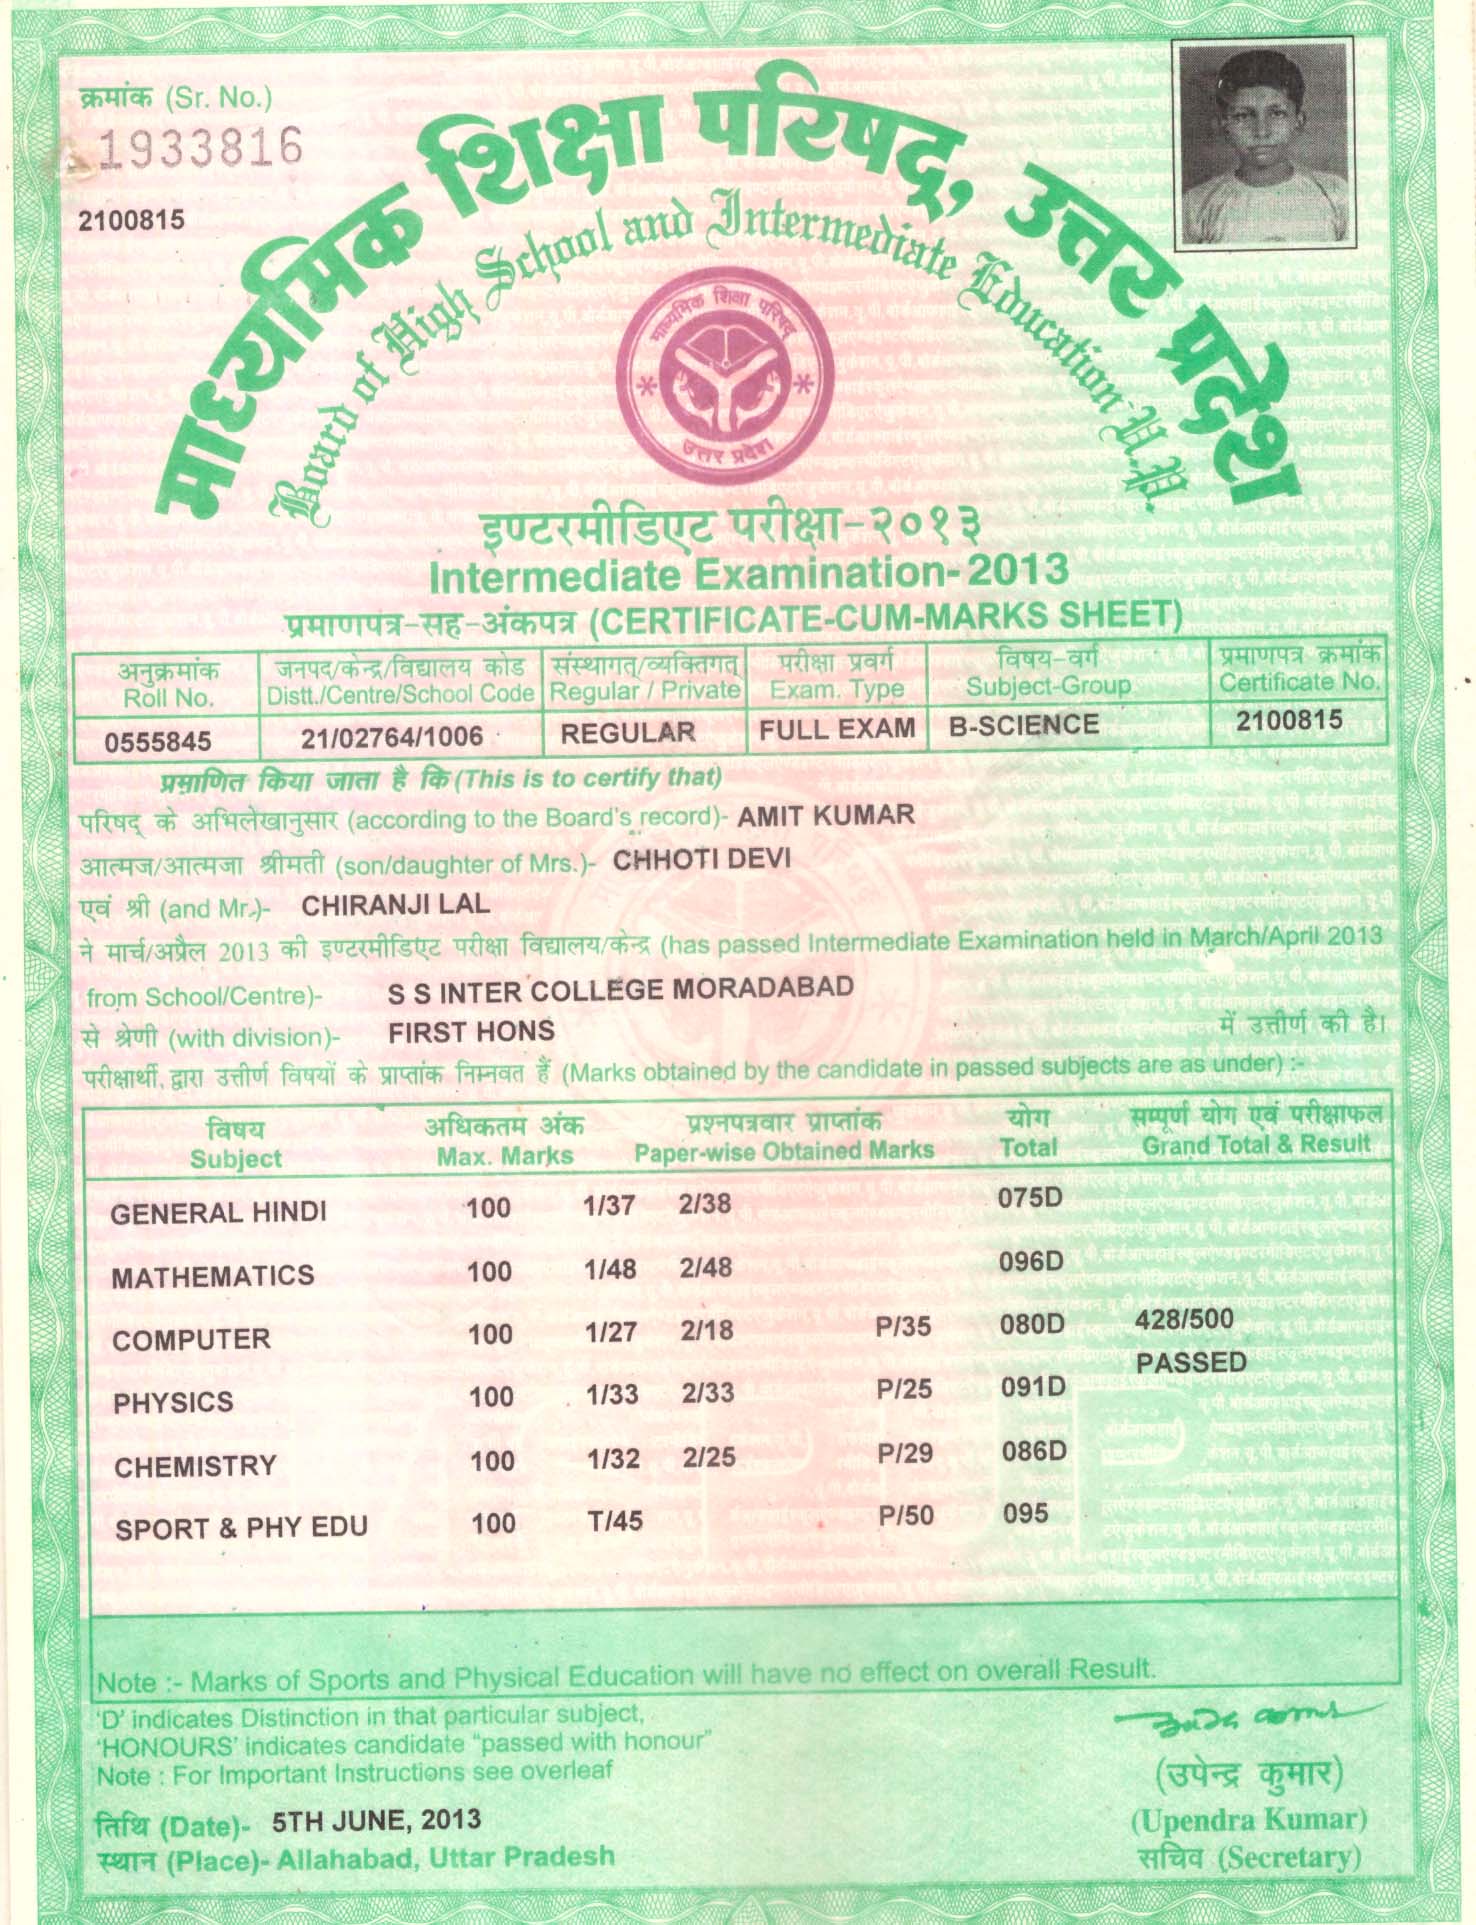 क्रमांक (Sr. No.)
1933816
2100815
माध्यमिक शिक्षा परिषद्, उत्तर प्रदेश
Board of High School and Intermediate Education U.P.
माध्यमिक शिक्षा परिषद्
उत्तर प्रदेश
इण्टरमीडिएट परीक्षा-२०१३
Intermediate Examination- 2013
प्रमाणपत्र-सह-अंकपत्र (CERTIFICATE-CUM-MARKS SHEET)
अनुक्रमांक जनपद/केन्द्र/विद्यालय कोड संस्थागत/व्यक्तिगत परीक्षा प्रवर्ग विषय-वर्ग प्रमाणपत्र क्रमांक
Roll No. Distt./Centre/School Code Regular / Private Exam. Type Subject-Group Certificate No.
0555845 21/02764/1006 REGULAR FULL EXAM B-SCIENCE 2100815
प्रमाणित किया जाता है कि (This is to certify that)
परिषद् के अभिलेखानुसार (according to the Board's record)- AMIT KUMAR
आत्मज/आत्मजा श्रीमती (son/daughter of Mrs.)- CHHOTI DEVI
एवं श्री (and Mr.)- CHIRANJI LAL
ने मार्च/अप्रैल 2013 की इण्टरमीडिएट परीक्षा विद्यालय/केन्द्र (has passed Intermediate Examination held in March/April 2013
from School/Centre)- S S INTER COLLEGE MORADABAD
से श्रेणी (with division)- FIRST HONS में उत्तीर्ण की है।
परीक्षार्थी द्वारा उत्तीर्ण विषयों के प्राप्तांक निम्नवत हैं (Marks obtained by the candidate in passed subjects are as under) :-
विषय अधिकतम अंक प्रश्नपत्रवार प्राप्तांक योग सम्पूर्ण योग एवं परीक्षाफल
Subject Max. Marks Paper-wise Obtained Marks Total Grand Total & Result
GENERAL HINDI 100 1/37 2/38 075D
MATHEMATICS 100 1/48 2/48 096D
COMPUTER 100 1/27 2/18 P/35 080D 428/500
PASSED
PHYSICS 100 1/33 2/33 P/25 091D
CHEMISTRY 100 1/32 2/25 P/29 086D
SPORT & PHY EDU 100 T/45 P/50 095
Note :- Marks of Sports and Physical Education will have no effect on overall Result.
'D' indicates Distinction in that particular subject,
'HONOURS' indicates candidate "passed with honour"
Note : For Important Instructions see overleaf
(उपेन्द्र कुमार)
तिथि (Date)- 5TH JUNE, 2013
(Upendra Kumar)
स्थान (Place)- Allahabad, Uttar Pradesh
सचिव (Secretary)